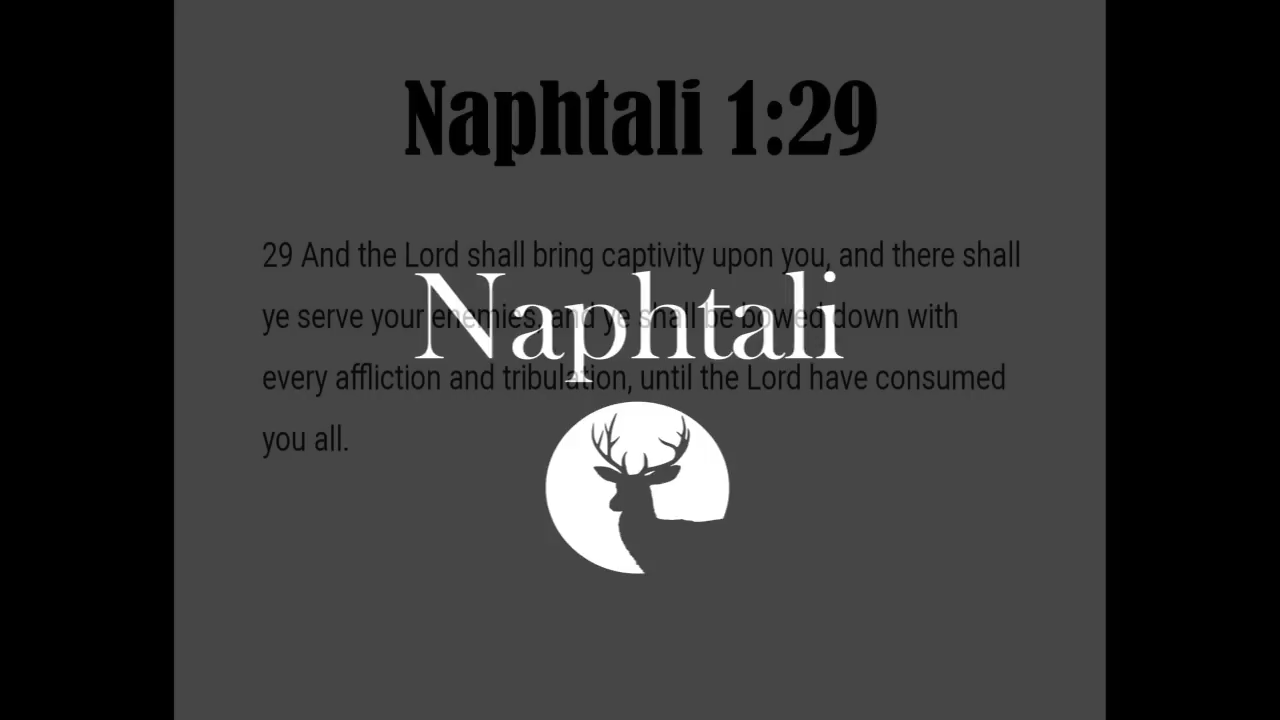 Naphtali 1:29
29 And the Lord shall bring captivity upon you, and there shall
Naphtali
ye serve your enemies, and ye shall be bowed down with
every affliction and tribulation, until the Lord have consumed
you all.